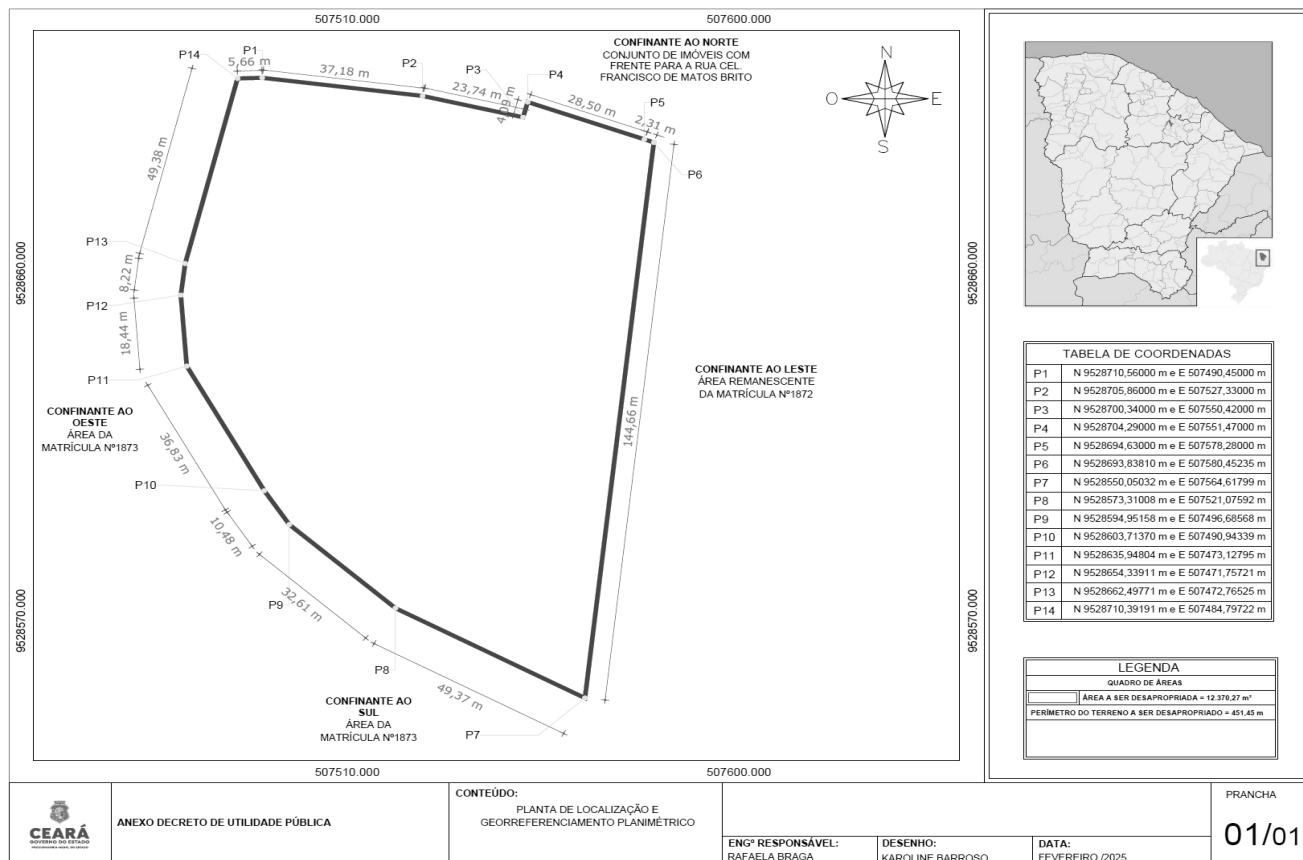 507510.000
507600.000
P14
P1
5,66 m
37,18 m
P2
23,74 m
P3
4,09 m
P4
28,50 m
P5
2,31 m
P6
CONFINANTE AO NORTE
CONJUNTO DE IMÓVEIS COM
FRENTE PARA A RUA CEL.
FRANCISCO DE MATOS BRITO
N
O
E
S
49,38 m
P13
8,22 m
P12
18,44 m
P11
9528660.000
9528660.000
CONFINANTE AO LESTE
ÁREA REMANESCENTE
DA MATRÍCULA Nº1872
144,66 m
CONFINANTE AO
OESTE
ÁREA DA
MATRÍCULA Nº1873
36,83 m
P10
10,48 m
P9
32,61 m
P8
49,37 m
P7
9528570.000
9528570.000
CONFINANTE AO
SUL
ÁREA DA
MATRÍCULA Nº1873
507510.000
507600.000
TABELA DE COORDENADAS
P1 N 9528710,56000 m e E 507490,45000 m
P2 N 9528705,86000 m e E 507527,33000 m
P3 N 9528700,34000 m e E 507550,42000 m
P4 N 9528704,29000 m e E 507551,47000 m
P5 N 9528694,63000 m e E 507578,28000 m
P6 N 9528693,83810 m e E 507580,45235 m
P7 N 9528550,05032 m e E 507564,61799 m
P8 N 9528573,31008 m e E 507521,07592 m
P9 N 9528594,95158 m e E 507496,68568 m
P10 N 9528603,71370 m e E 507490,94339 m
P11 N 9528635,94804 m e E 507473,12795 m
P12 N 9528654,33911 m e E 507471,75721 m
P13 N 9528662,49771 m e E 507472,76525 m
P14 N 9528710,39191 m e E 507484,79722 m
LEGENDA
QUADRO DE ÁREAS
ÁREA A SER DESAPROPRIADA = 12.370,27 m²
PERÍMETRO DO TERRENO A SER DESAPROPRIADO = 451,45 m
CEARÁ
GOVERNO DO ESTADO
ANEXO DECRETO DE UTILIDADE PÚBLICA
CONTEÚDO:
PLANTA DE LOCALIZAÇÃO E
GEORREFERENCIAMENTO PLANIMÉTRICO
ENGº RESPONSÁVEL:
RAFAELA BRAGA
DESENHO:
KAROLINE BARROSO
DATA:
FEVEREIRO /2025
PRANCHA
01/01